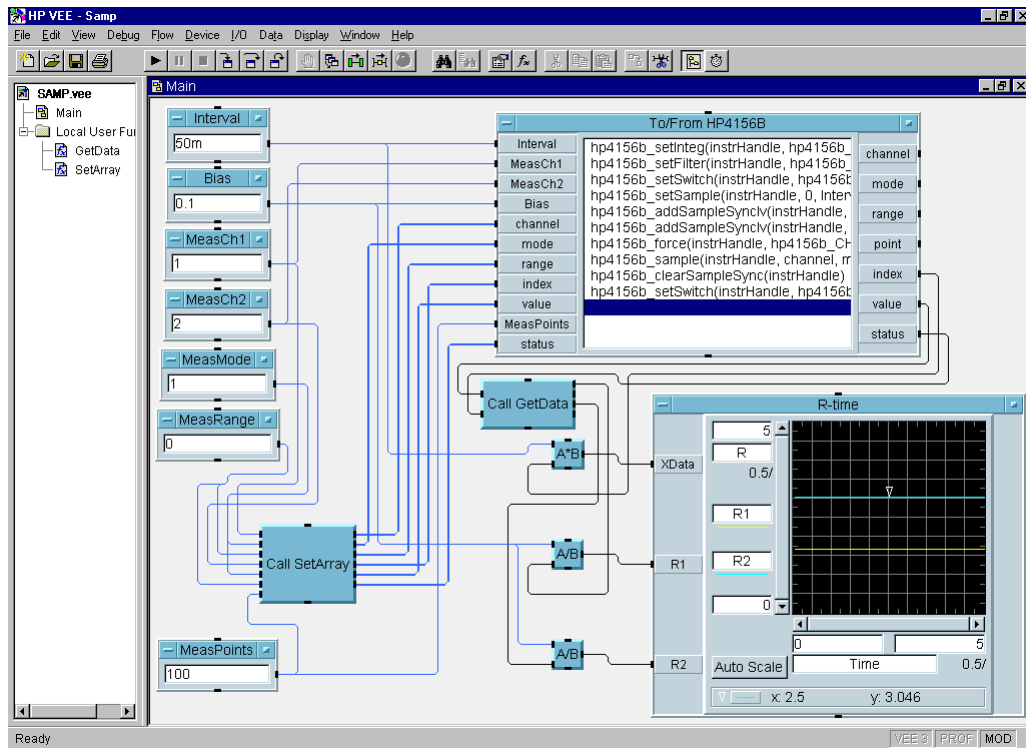 HP VEE - Samp
File Edit View Debug Flow Device I/O Data Display Window Help
SAMP.vee
Main
Local User Fu
GetData
SetArray
Main
Interval
50m
Bias
0.1
MeasCh1
1
MeasCh2
2
MeasMode
1
MeasRange
0
Call SetArray
MeasPoints
100
To/From HP4156B
Interval
MeasCh1
MeasCh2
Bias
channel
mode
range
index
value
MeasPoints
status
hp4156b_setInteg(instrHandle, hp4156b_
hp4156b_setFilter(instrHandle, hp4156b_
hp4156b_setSwitch(instrHandle, hp4156b
hp4156b_setSample(instrHandle, 0, Inter
hp4156b_addSampleSyncIv(instrHandle,
hp4156b_addSampleSyncIv(instrHandle,
hp4156b_force(instrHandle, hp4156b_CH
hp4156b_sample(instrHandle, channel, m
hp4156b_clearSampleSync(instrHandle)
hp4156b_setSwitch(instrHandle, hp4156b
channel
mode
range
point
index
value
status
Call GetData
A*B
A/B
A/B
R-time
XData
R1
R2
5
R
0.5/
R1
R2
0
0 5
Auto Scale Time 0.5/
x: 2.5 y: 3.046
Ready
VEE 3 PROF MOD